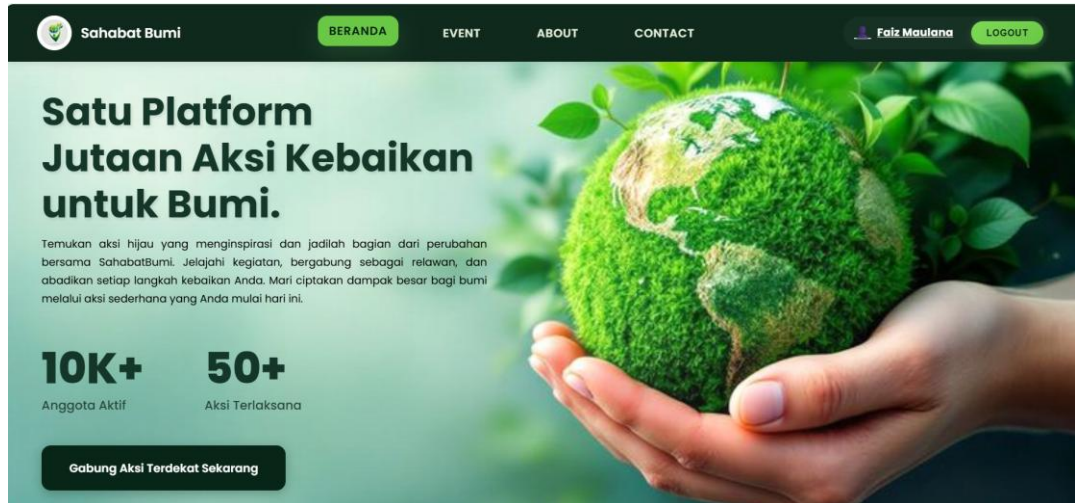 Sahabat Bumi
BERANDA
EVENT
ABOUT
CONTACT
Faiz Maulana
LOGOUT
Satu Platform
Jutaan Aksi Kebaikan
untuk Bumi.
Temukan aksi hijau yang menginspirasi dan jadilah bagian dari perubahan
bersama SahabatBumi. Jelajahi kegiatan, bergabung sebagai relawan, dan
abadikan setiap langkah kebaikan Anda. Mari ciptakan dampak besar bagi bumi
melalui aksi sederhana yang Anda mulai hari ini.
10K+
50+
Anggota Aktif
Aksi Terlaksana
Gabung Aksi Terdekat Sekarang